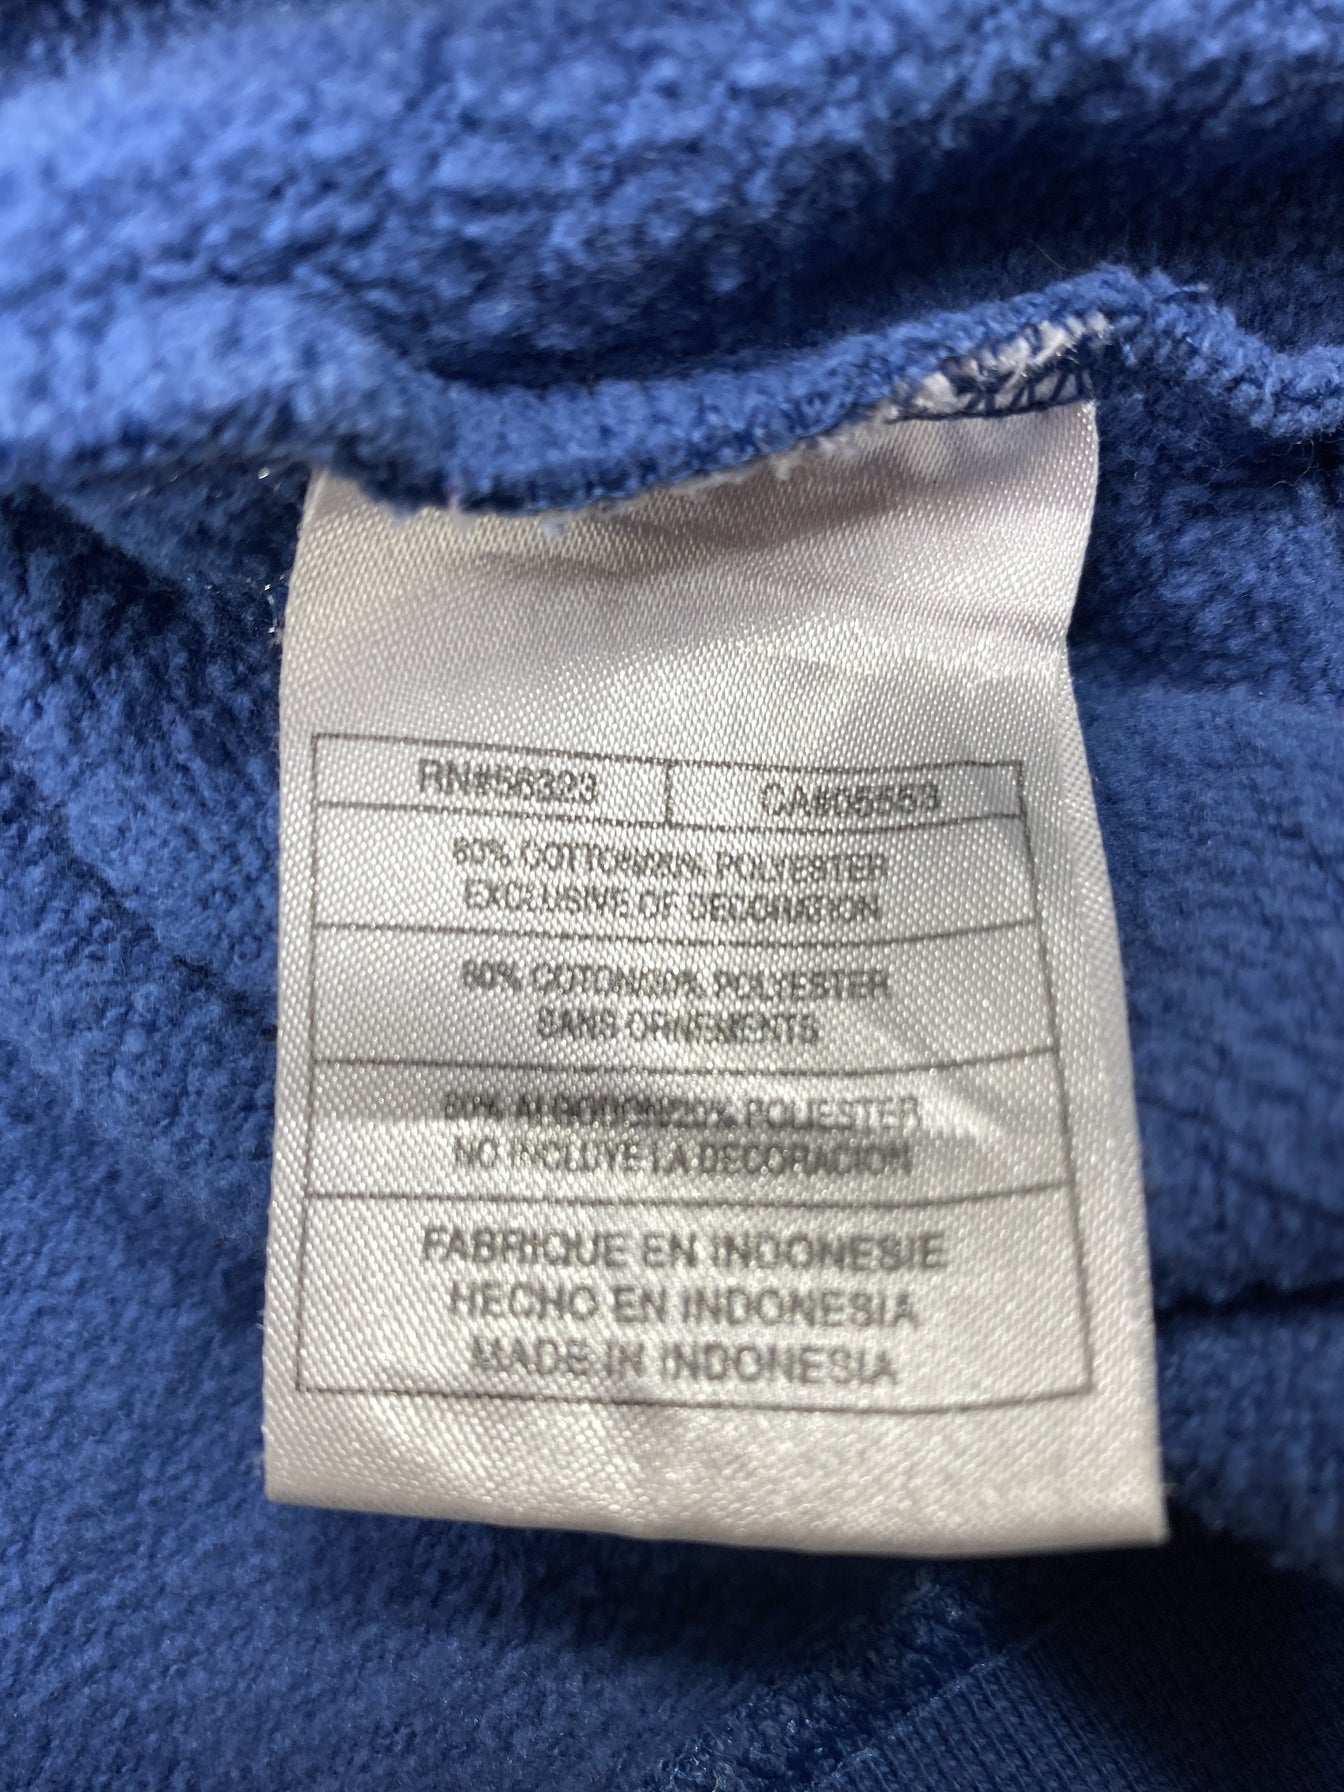 RN#56323 CA#05553
80% COTTON/20% POLYESTER
EXCLUSIVE OF DECORATION
80% COTON/20% POLYESTER
SANS ORNEMENTS
80% ALGODON/20% POLIESTER
NO INCLUYE LA DECORACION
FABRIQUE EN INDONESIE
HECHO EN INDONESIA
MADE IN INDONESIA